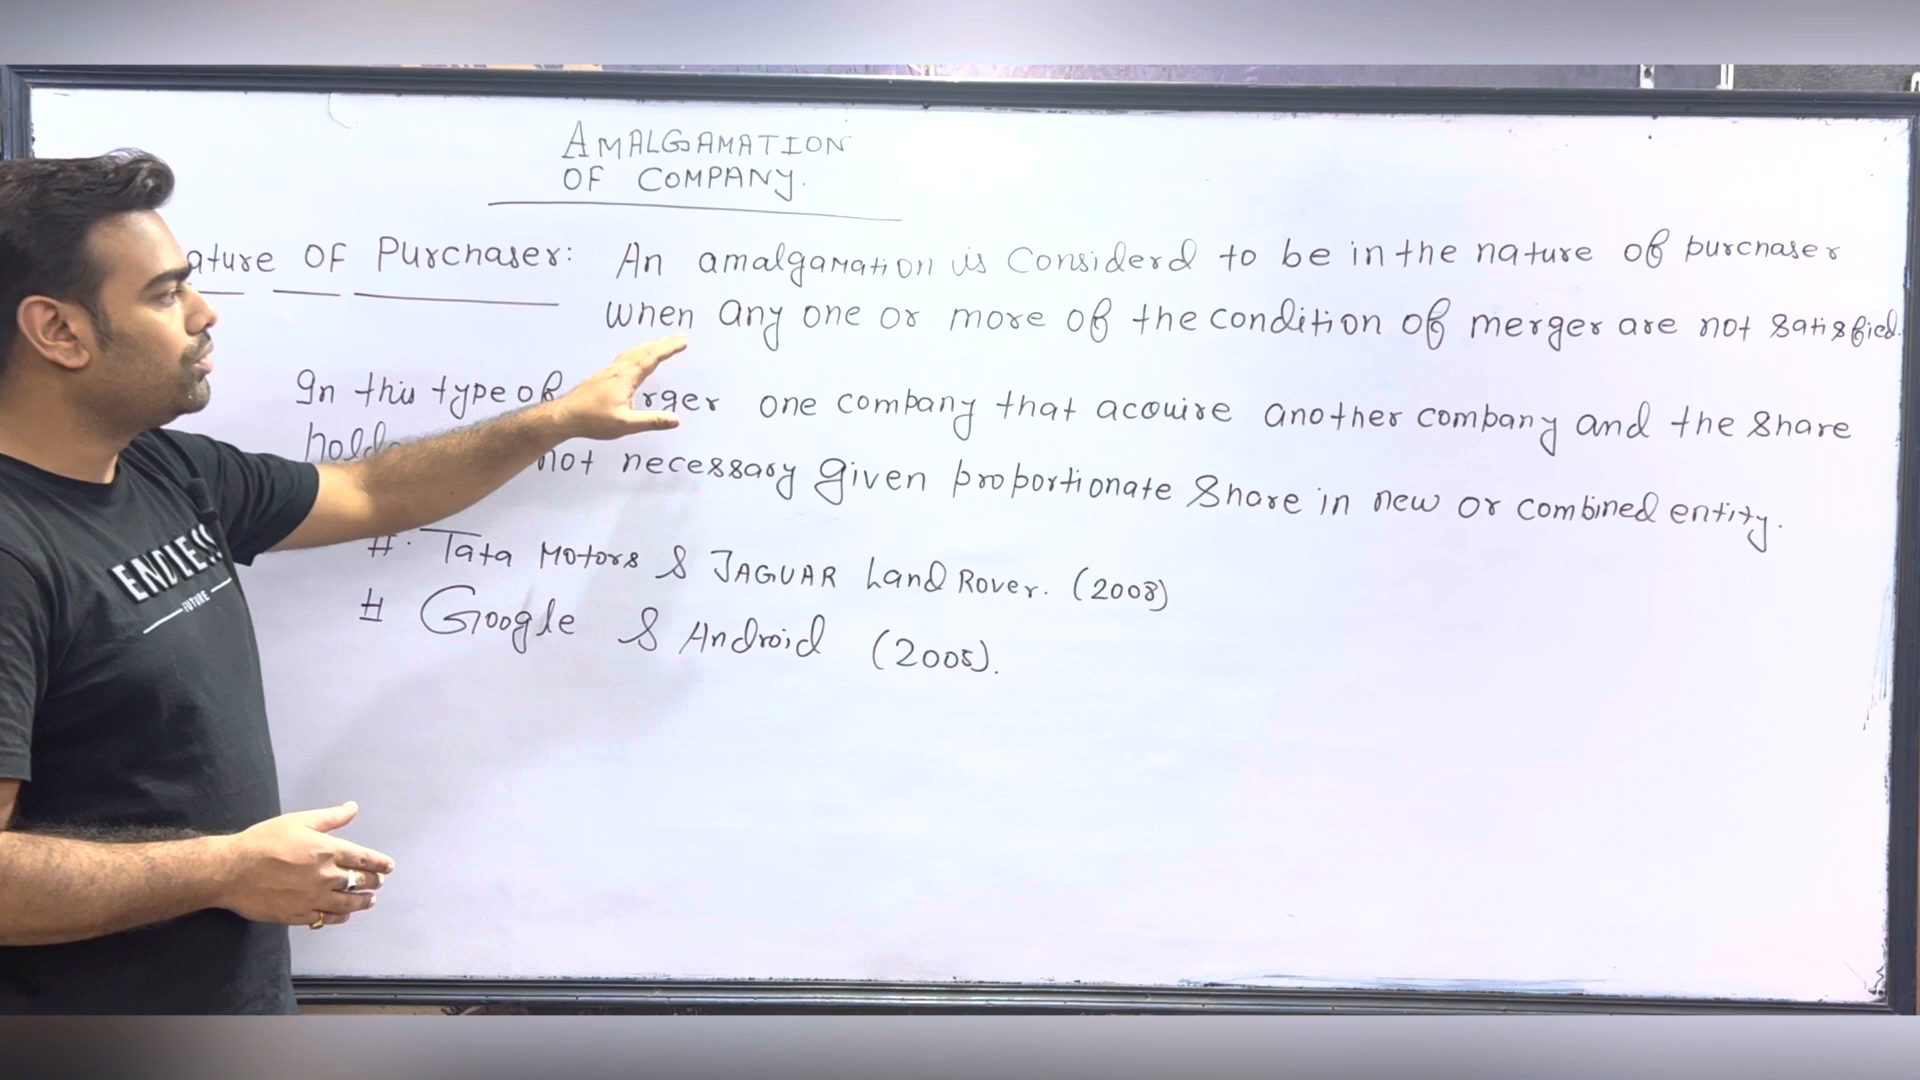 AMALGAMATION
OF COMPANY.
ature OF Purchaser: An amalgamation is Considerd to be in the nature of purchaser
when any one or more of the condition of merger are not satisfied.
In this type of rger one company that acquire another company and the share
hold not necessary given proportionate share in new or combined entity.
#. Tata Motors & JAGUAR Land Rover. (2008)
# Google & Android (2005).
ENDLESS
FUTURE